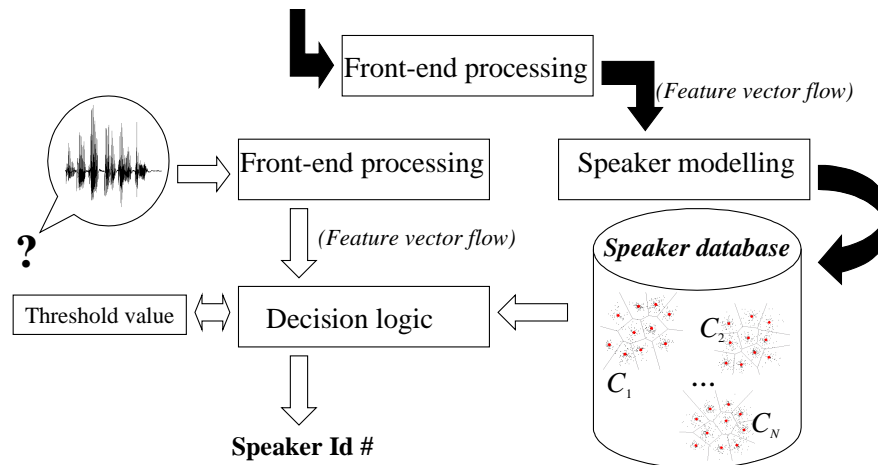 Front-end processing
(Feature vector flow)
Front-end processing
Speaker modelling
?
(Feature vector flow)
Speaker database
Threshold value
Decision logic
C1
C2
...
CN
Speaker Id #